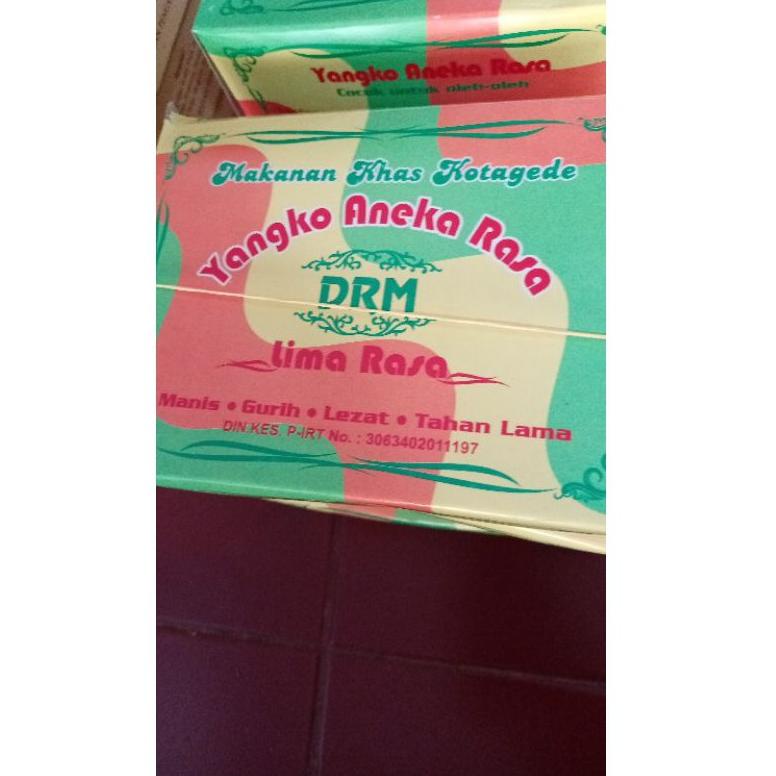 Yangko Aneka Rasa
Cocok untuk oleh-oleh
Makanan Khas Kotagede
Yangko Aneka Rasa
DRM
Lima Rasa
Manis • Gurih • Lezat • Tahan Lama
DIN.KES. P-IRT No. : 3063402011197